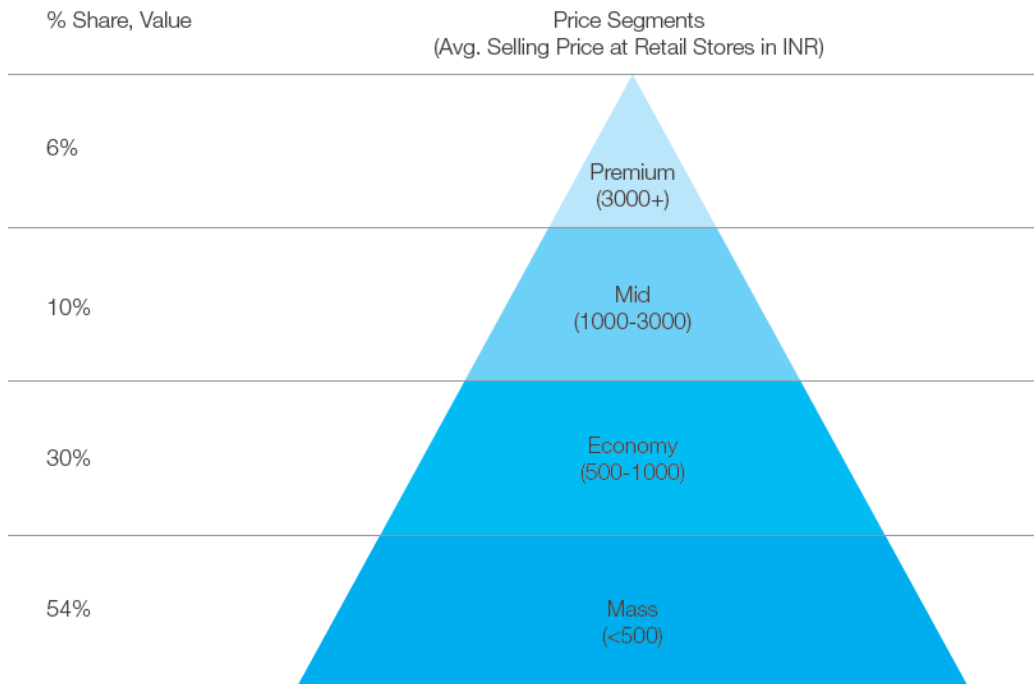 % Share, Value
Price Segments
(Avg. Selling Price at Retail Stores in INR)
6%
Premium
(3000+)
10%
Mid
(1000-3000)
30%
Economy
(500-1000)
54%
Mass
(<500)